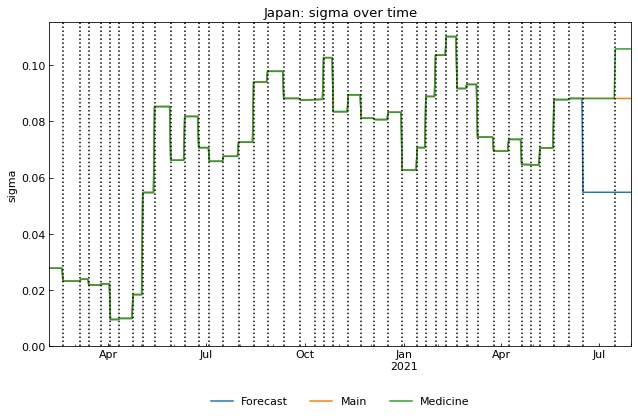 Japan: sigma over time
sigma
0.10
0.08
0.06
0.04
0.02
0.00
Apr Jul Oct Jan Apr Jul
2021
Forecast Main Medicine